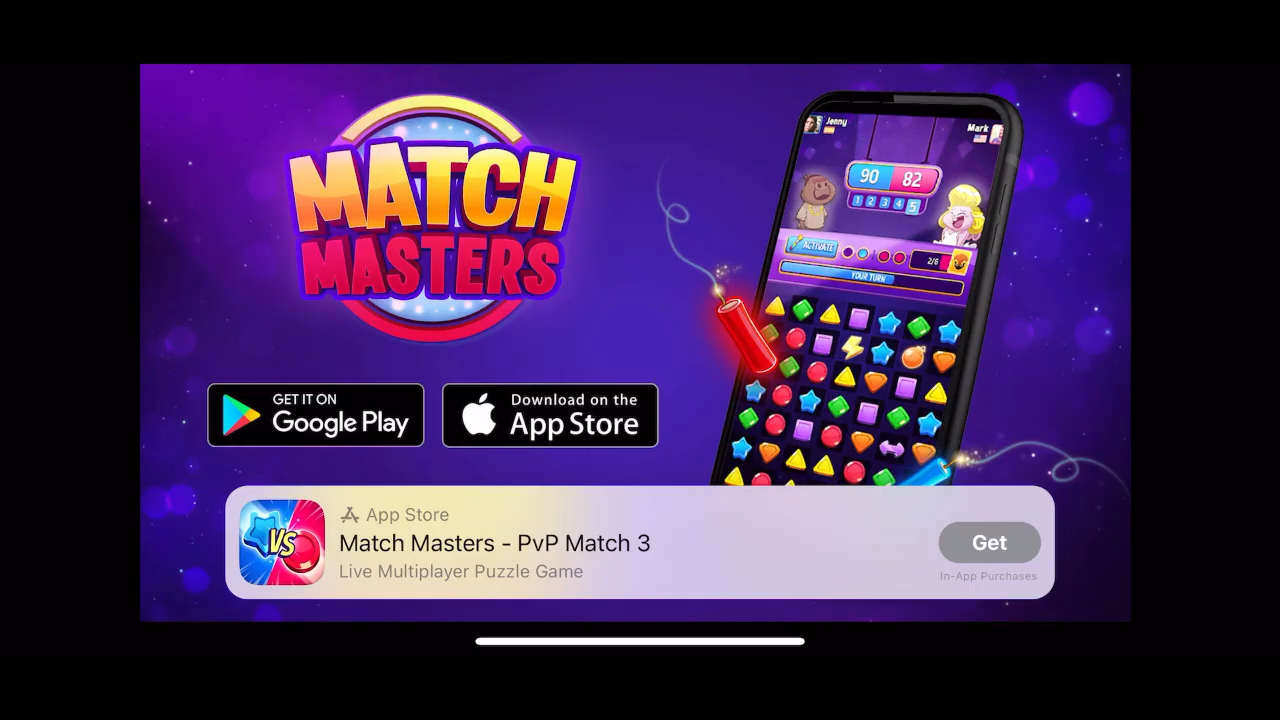 MATCH
MASTERS
GET IT ON
Google Play
Download on the
App Store
Jenny
Mark
90 82
1 2 3 4 5
ACTIVATE
2/6
YOUR TURN
VS
App Store
Match Masters - PvP Match 3
Live Multiplayer Puzzle Game
Get
In-App Purchases